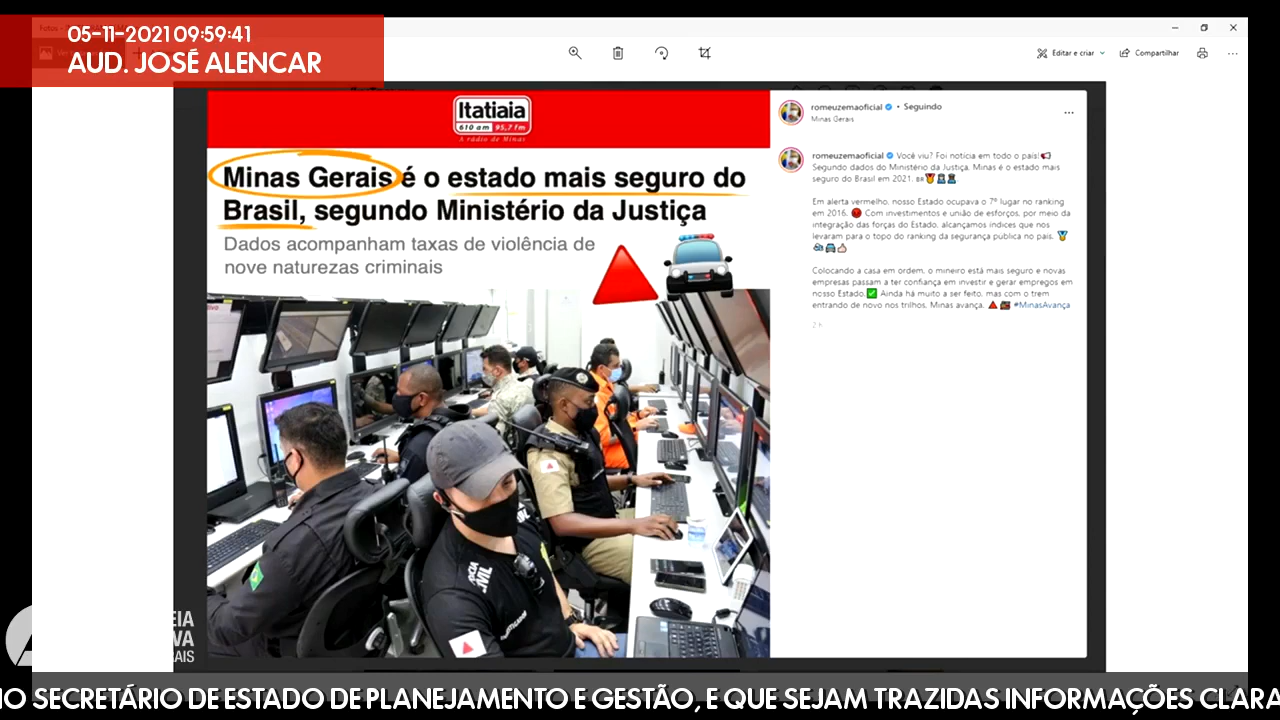 05-11-2021 09:59:41
AUD. JOSÉ ALENCAR
Editar e criar
Compartilhar
Itatiaia
610 am 95,7 fm
A rádio de Minas
Minas Gerais é o estado mais seguro do
Brasil, segundo Ministério da Justiça
Dados acompanham taxas de violência de
nove naturezas criminais
romeuzemaoficial • Seguindo
Minas Gerais
romeuzemaoficial Você viu? Foi notícia em todo o país!📢
Segundo dados do Ministério da Justiça, Minas é o estado mais
seguro do Brasil em 2021. BR
Em alerta vermelho, nosso Estado ocupava o 7º lugar no ranking
em 2016. Com investimentos e união de esforços, por meio da
integração das forças do Estado, alcançamos índices que nos
levaram para o topo do ranking da segurança pública no país.
Colocando a casa em ordem, o mineiro está mais seguro e novas
empresas passam a ter confiança em investir e gerar empregos em
nosso Estado.✅ Ainda há muito a ser feito, mas com o trem
entrando de novo nos trilhos, Minas avança. #MinasAvança
2 h
EIA
VA
RAIS
IO SECRETÁRIO DE ESTADO DE PLANEJAMENTO E GESTÃO, E QUE SEJAM TRAZIDAS INFORMAÇÕES CLARA